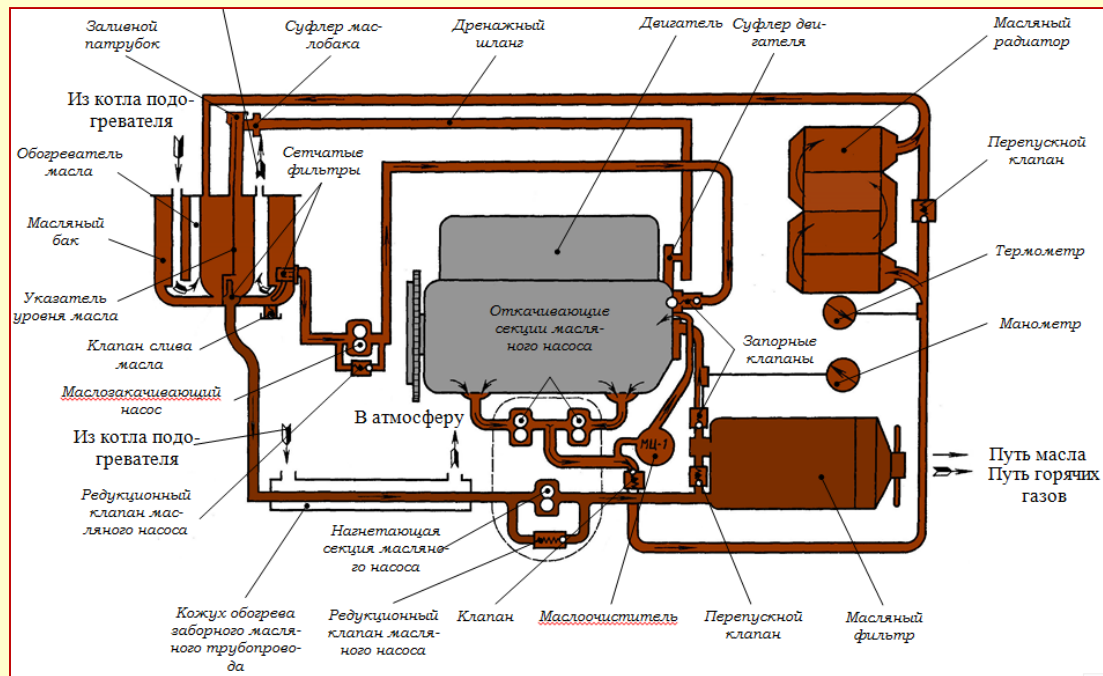 Заливной
патрубок
Суфлер мас-
лобака
Дренажный
шланг
Двигатель
Суфлер дви-
гателя
Масляный
радиатор
Из котла подо-
гревателя
Обогреватель
масла
Сетчатые
фильтры
Перепускной
клапан
Масляный
бак
Термометр
Указатель
уровня масла
Откачивающие
секции масля-
ного насоса
Запорные
клапаны
Манометр
Клапан слива
масла
Маслозакачивающий
насос
В атмосферу
Из котла подо-
гревателя
МЦ-1
Путь масла
Путь горячих
газов
Редукционный
клапан мас-
ляного насоса
Нагнетающая
секция масляно-
го насоса
Кожух обогрева
заборного масля-
ного трубопрово-
да
Редукционный
клапан масля-
ного насоса
Клапан
Маслоочиститель
Перепускной
клапан
Масляный
фильтр